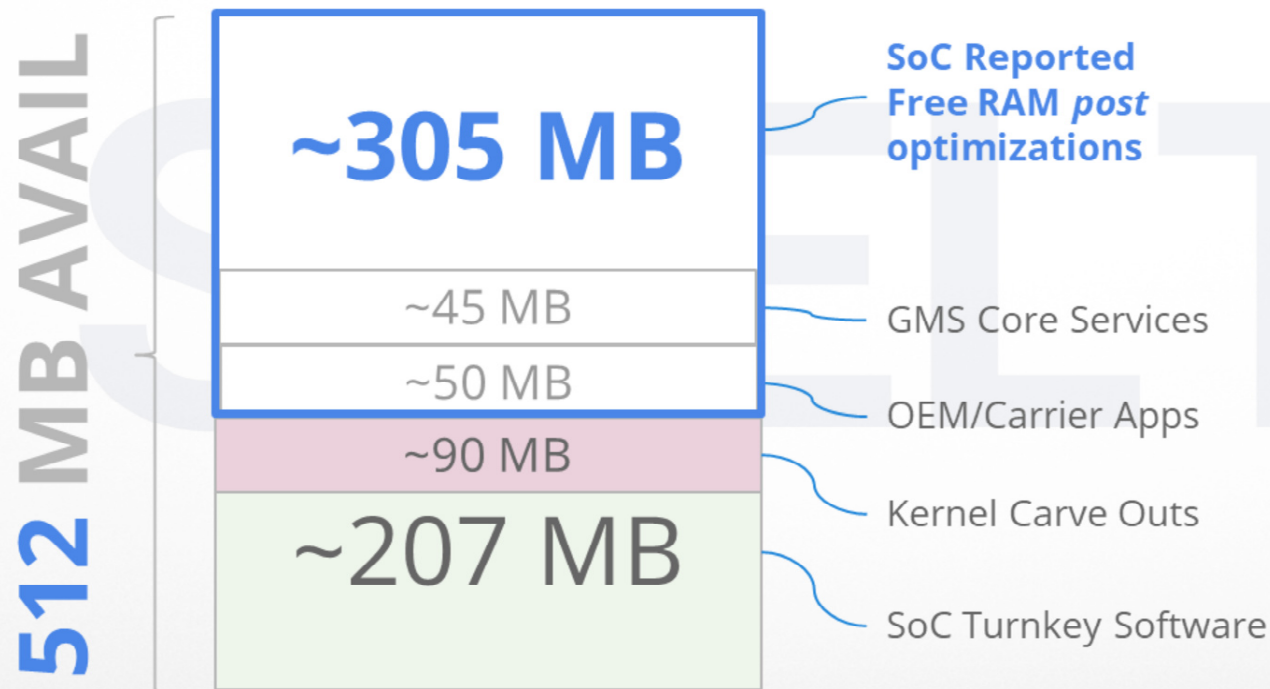 512 MB AVAIL
~305 MB
SoC Reported
Free RAM post
optimizations
~45 MB
GMS Core Services
~50 MB
OEM/Carrier Apps
~90 MB
Kernel Carve Outs
~207 MB
SoC Turnkey Software